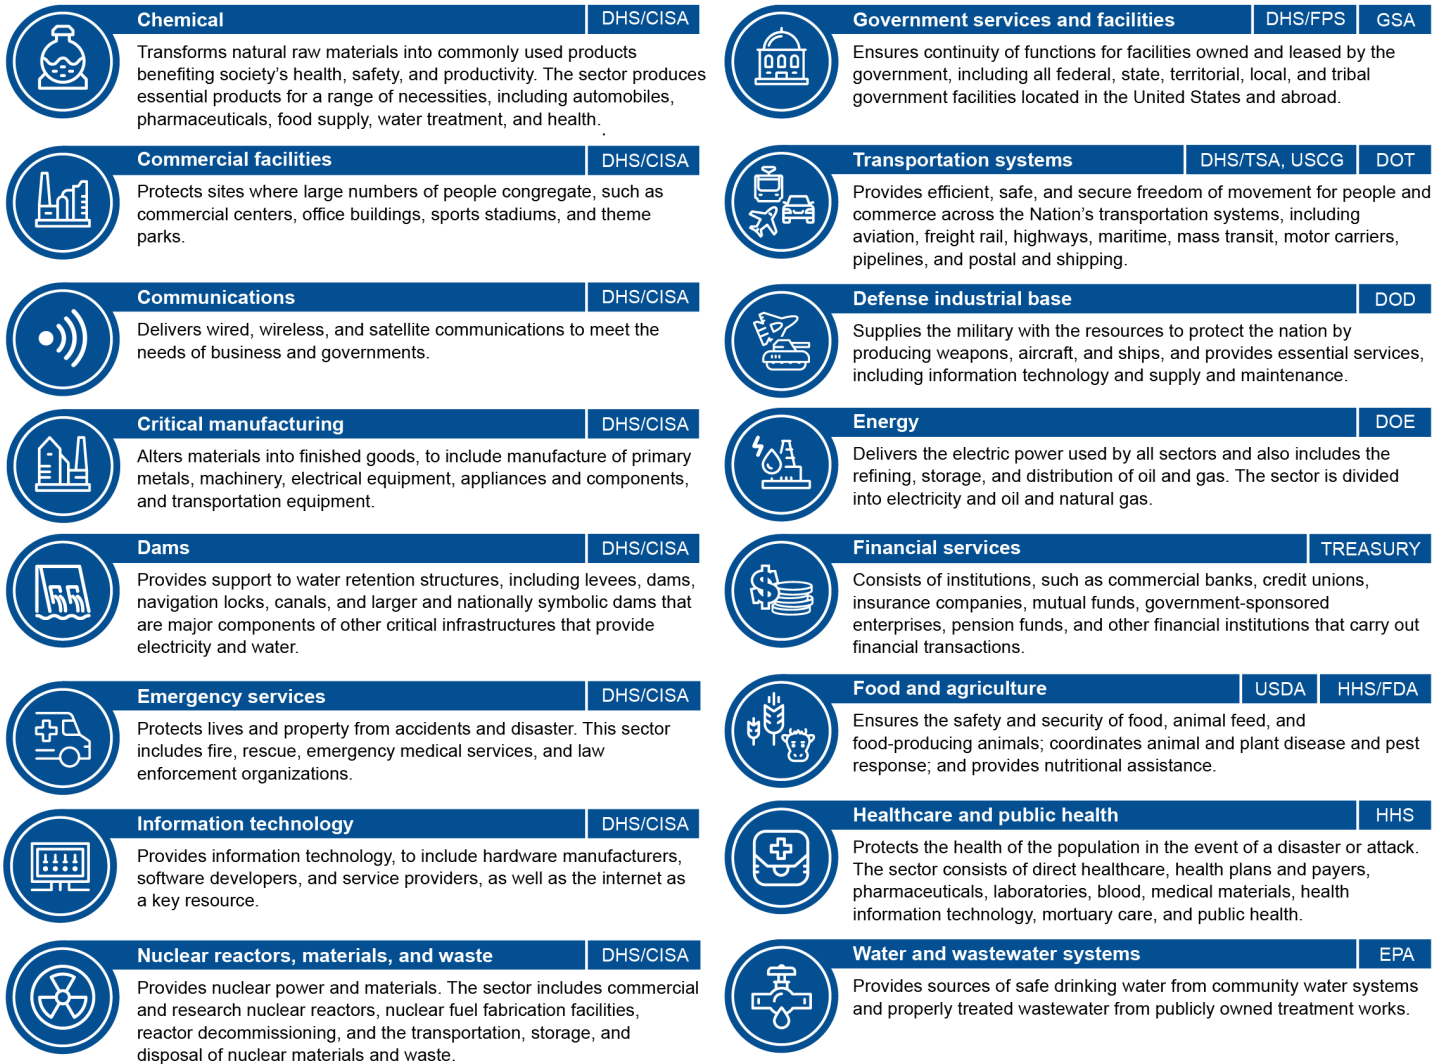 Chemical DHS/CISA
Transforms natural raw materials into commonly used products
benefiting society's health, safety, and productivity. The sector produces
essential products for a range of necessities, including automobiles,
pharmaceuticals, food supply, water treatment, and health.
.
Commercial facilities DHS/CISA
Protects sites where large numbers of people congregate, such as
commercial centers, office buildings, sports stadiums, and theme
parks.
Communications DHS/CISA
Delivers wired, wireless, and satellite communications to meet the
needs of business and governments.
Critical manufacturing DHS/CISA
Alters materials into finished goods, to include manufacture of primary
metals, machinery, electrical equipment, appliances and components,
and transportation equipment.
Dams DHS/CISA
Provides support to water retention structures, including levees, dams,
navigation locks, canals, and larger and nationally symbolic dams that
are major components of other critical infrastructures that provide
electricity and water.
Emergency services DHS/CISA
Protects lives and property from accidents and disaster. This sector
includes fire, rescue, emergency medical services, and law
enforcement organizations.
Information technology DHS/CISA
Provides information technology, to include hardware manufacturers,
software developers, and service providers, as well as the internet as
a key resource.
Nuclear reactors, materials, and waste DHS/CISA
Provides nuclear power and materials. The sector includes commercial
and research nuclear reactors, nuclear fuel fabrication facilities,
reactor decommissioning, and the transportation, storage, and
disposal of nuclear materials and waste.
Government services and facilities DHS/FPS GSA
Ensures continuity of functions for facilities owned and leased by the
government, including all federal, state, territorial, local, and tribal
government facilities located in the United States and abroad.
Transportation systems DHS/TSA, USCG DOT
Provides efficient, safe, and secure freedom of movement for people and
commerce across the Nation's transportation systems, including
aviation, freight rail, highways, maritime, mass transit, motor carriers,
pipelines, and postal and shipping.
Defense industrial base DOD
Supplies the military with the resources to protect the nation by
producing weapons, aircraft, and ships, and provides essential services,
including information technology and supply and maintenance.
Energy DOE
Delivers the electric power used by all sectors and also includes the
refining, storage, and distribution of oil and gas. The sector is divided
into electricity and oil and natural gas.
Financial services TREASURY
Consists of institutions, such as commercial banks, credit unions,
insurance companies, mutual funds, government-sponsored
enterprises, pension funds, and other financial institutions that carry out
financial transactions.
Food and agriculture USDA HHS/FDA
Ensures the safety and security of food, animal feed, and
food-producing animals; coordinates animal and plant disease and pest
response; and provides nutritional assistance.
Healthcare and public health HHS
Protects the health of the population in the event of a disaster or attack.
The sector consists of direct healthcare, health plans and payers,
pharmaceuticals, laboratories, blood, medical materials, health
information technology, mortuary care, and public health.
Water and wastewater systems EPA
Provides sources of safe drinking water from community water systems
and properly treated wastewater from publicly owned treatment works.